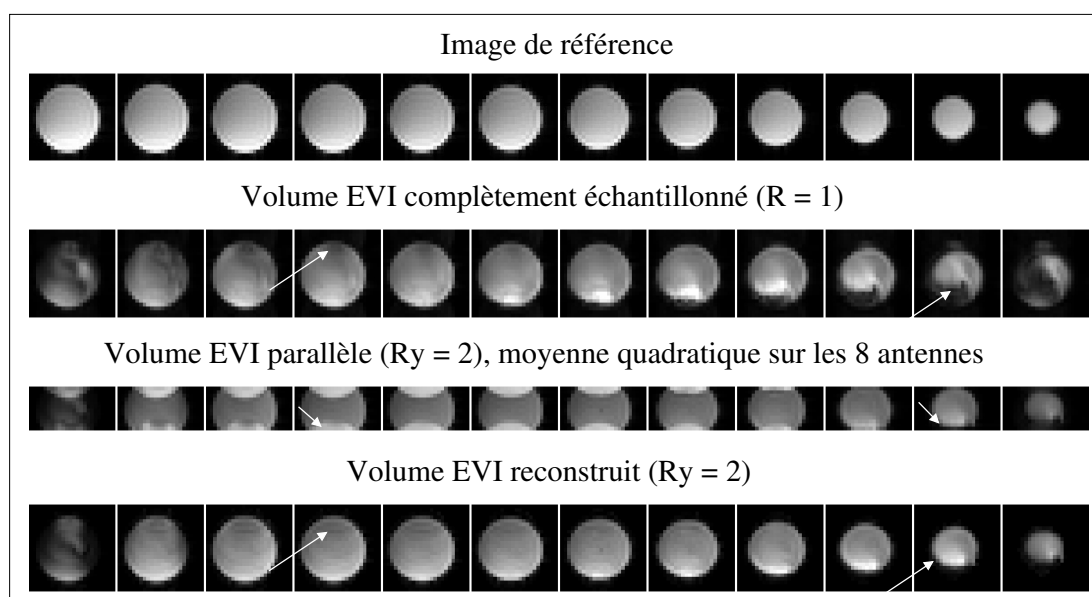 Image de référence
Volume EVI complètement échantillonné (R = 1)
Volume EVI parallèle (Ry = 2), moyenne quadratique sur les 8 antennes
Volume EVI reconstruit (Ry = 2)